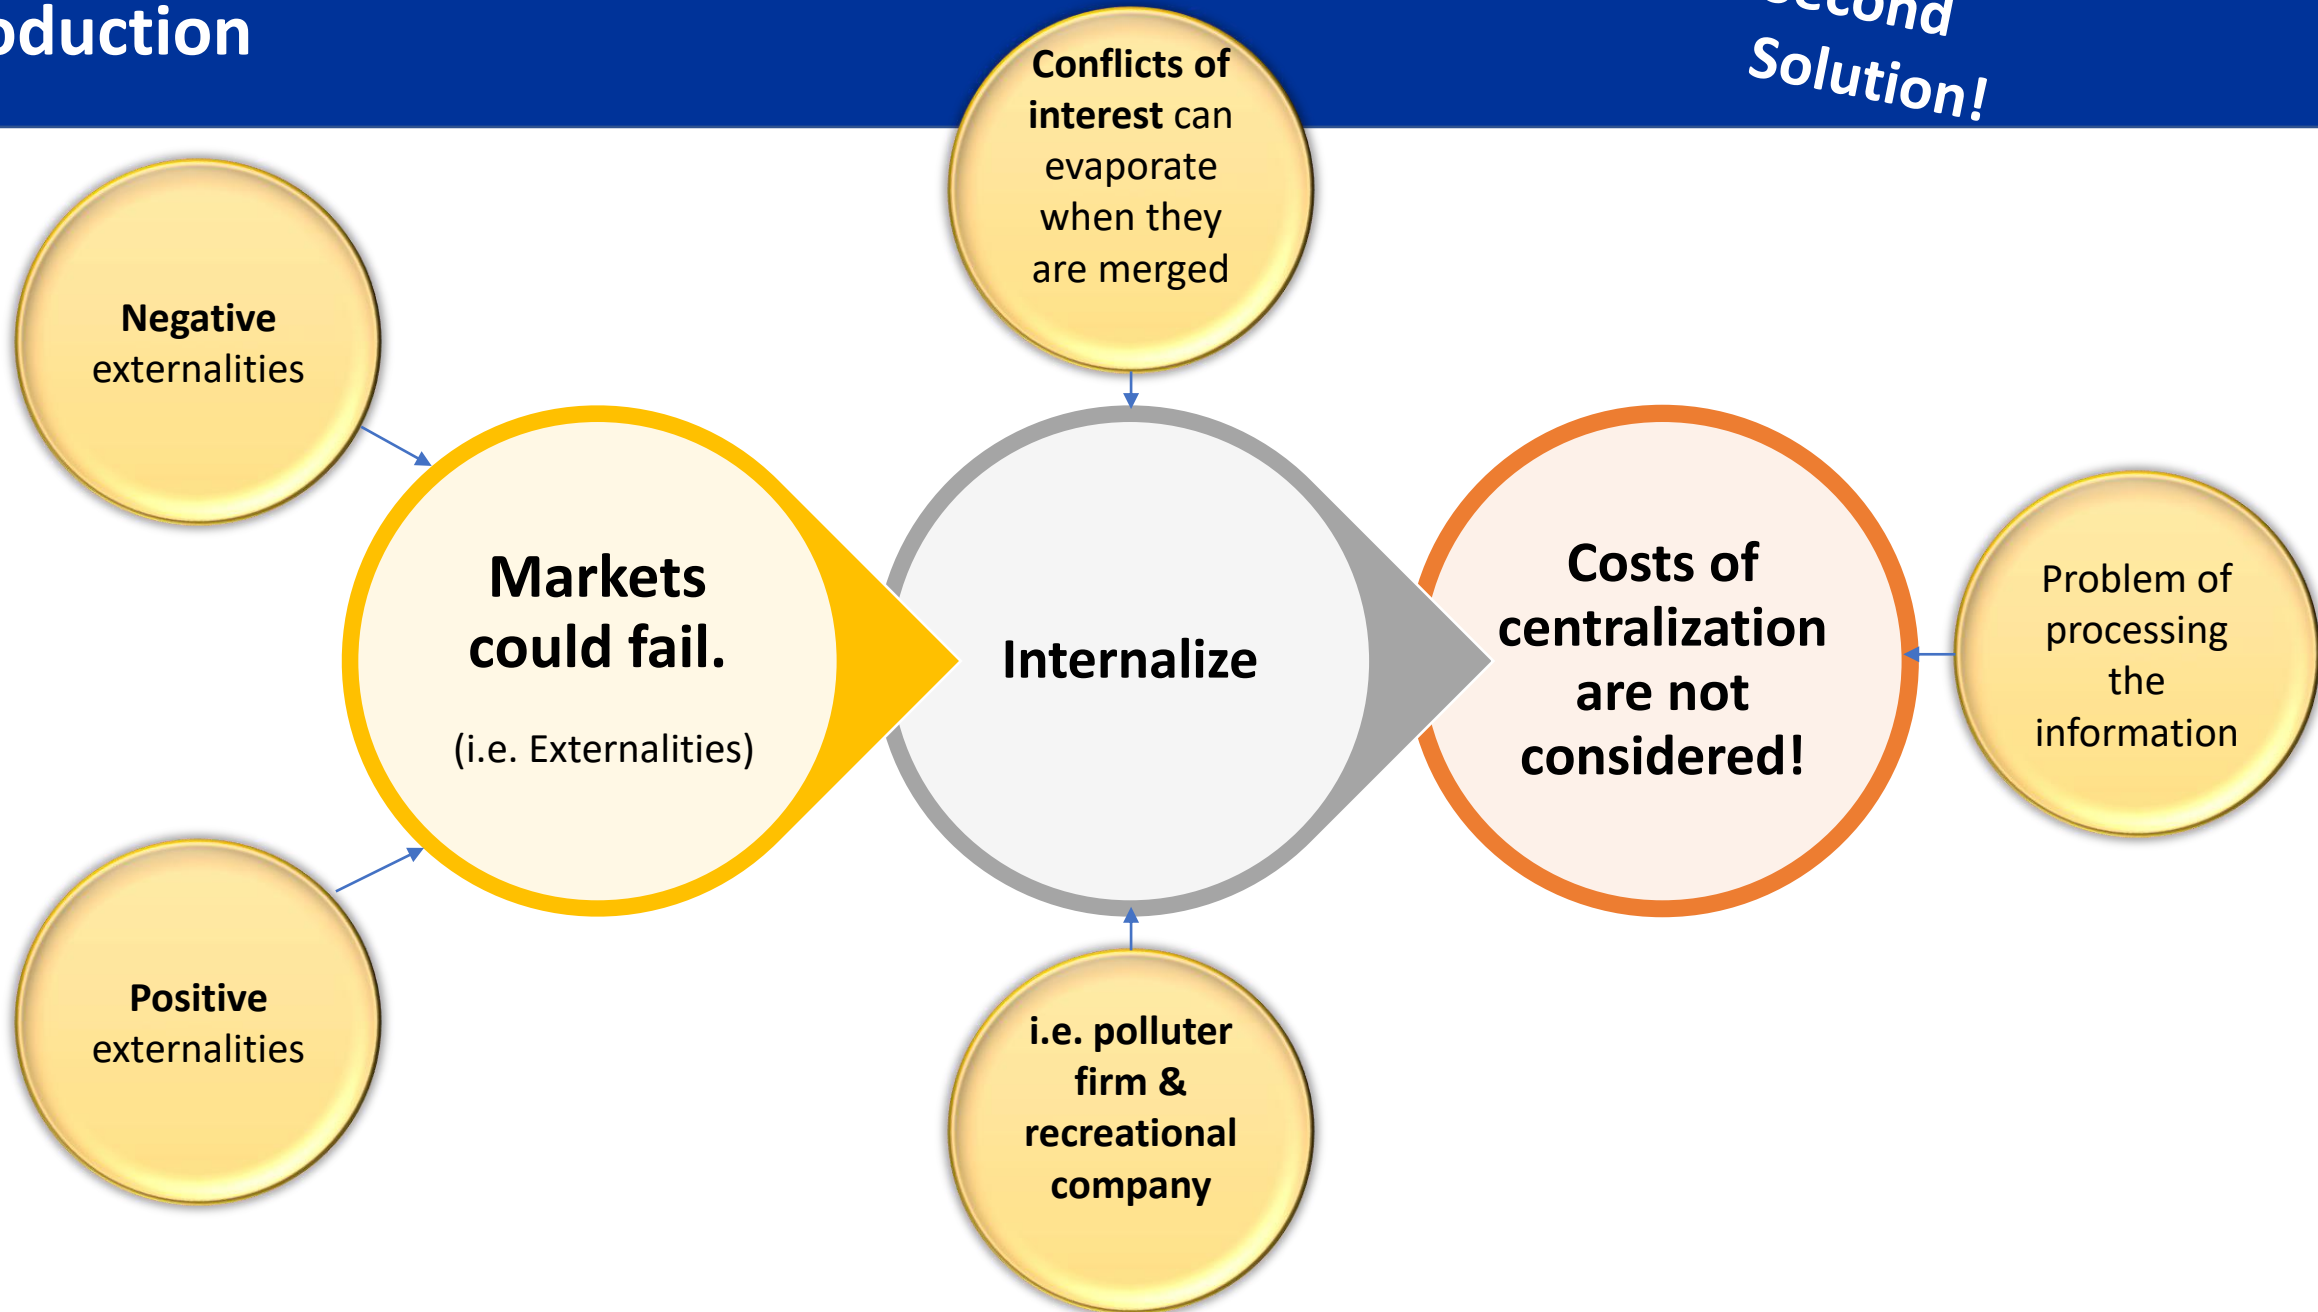 oduction
Second
Solution!
Conflicts of
interest can
evaporate
when they
are merged
Negative
externalities
Markets
could fail.
(i.e. Externalities)
Internalize
Costs of
centralization
are not
considered!
Problem of
processing
the
information
Positive
externalities
i.e. polluter
firm &
recreational
company